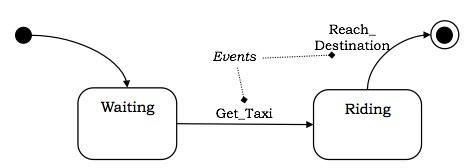 Reach_
Destination
Events
Waiting
Get_Taxi
Riding